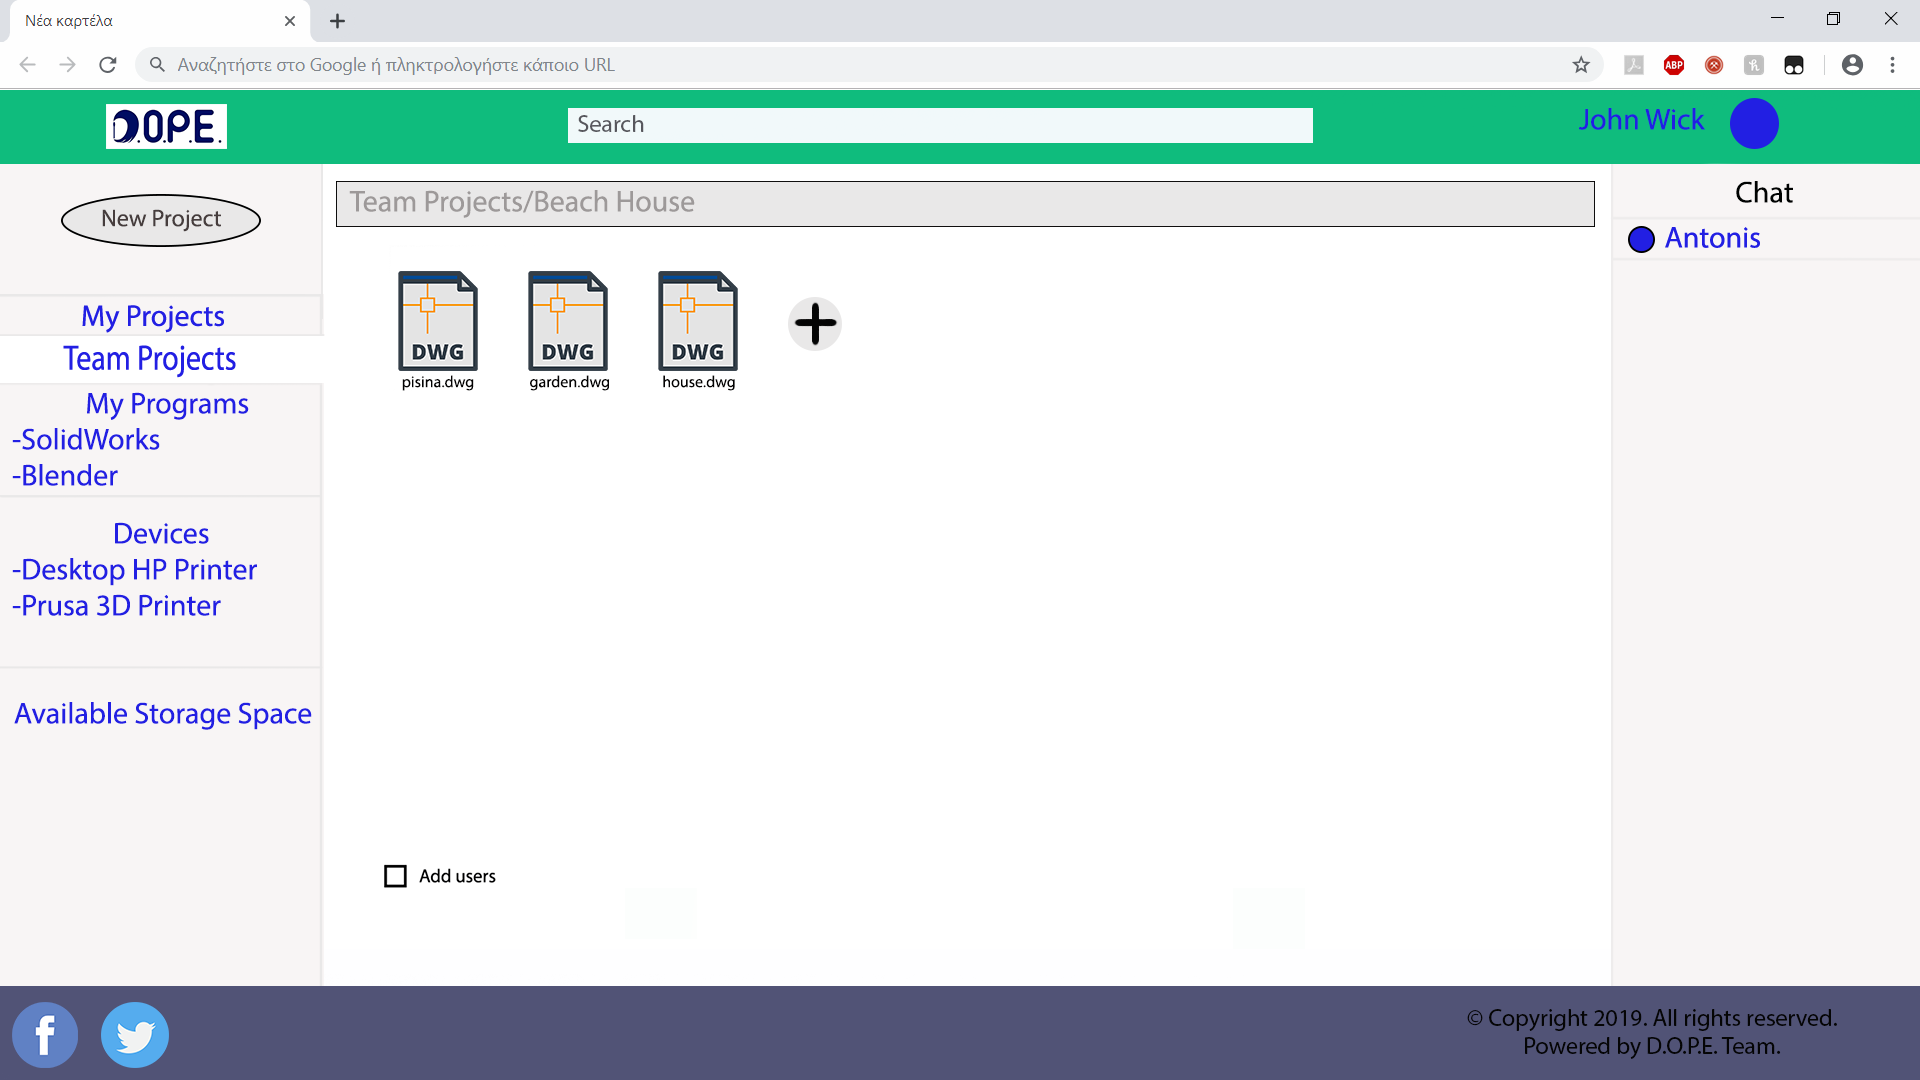 Νέα καρτέλα
Αναζητήστε στο Google ή πληκτρολογήστε κάποιο URL
ABP
D.O.P.E.
Search
John Wick
New Project
My Projects
Team Projects
My Programs
-SolidWorks
-Blender
Devices
-Desktop HP Printer
-Prusa 3D Printer
Available Storage Space
Team Projects/Beach House
DWG DWG DWG
pisina.dwg garden.dwg house.dwg
Add users
Chat
Antonis
© Copyright 2019. All rights reserved.
Powered by D.O.P.E. Team.